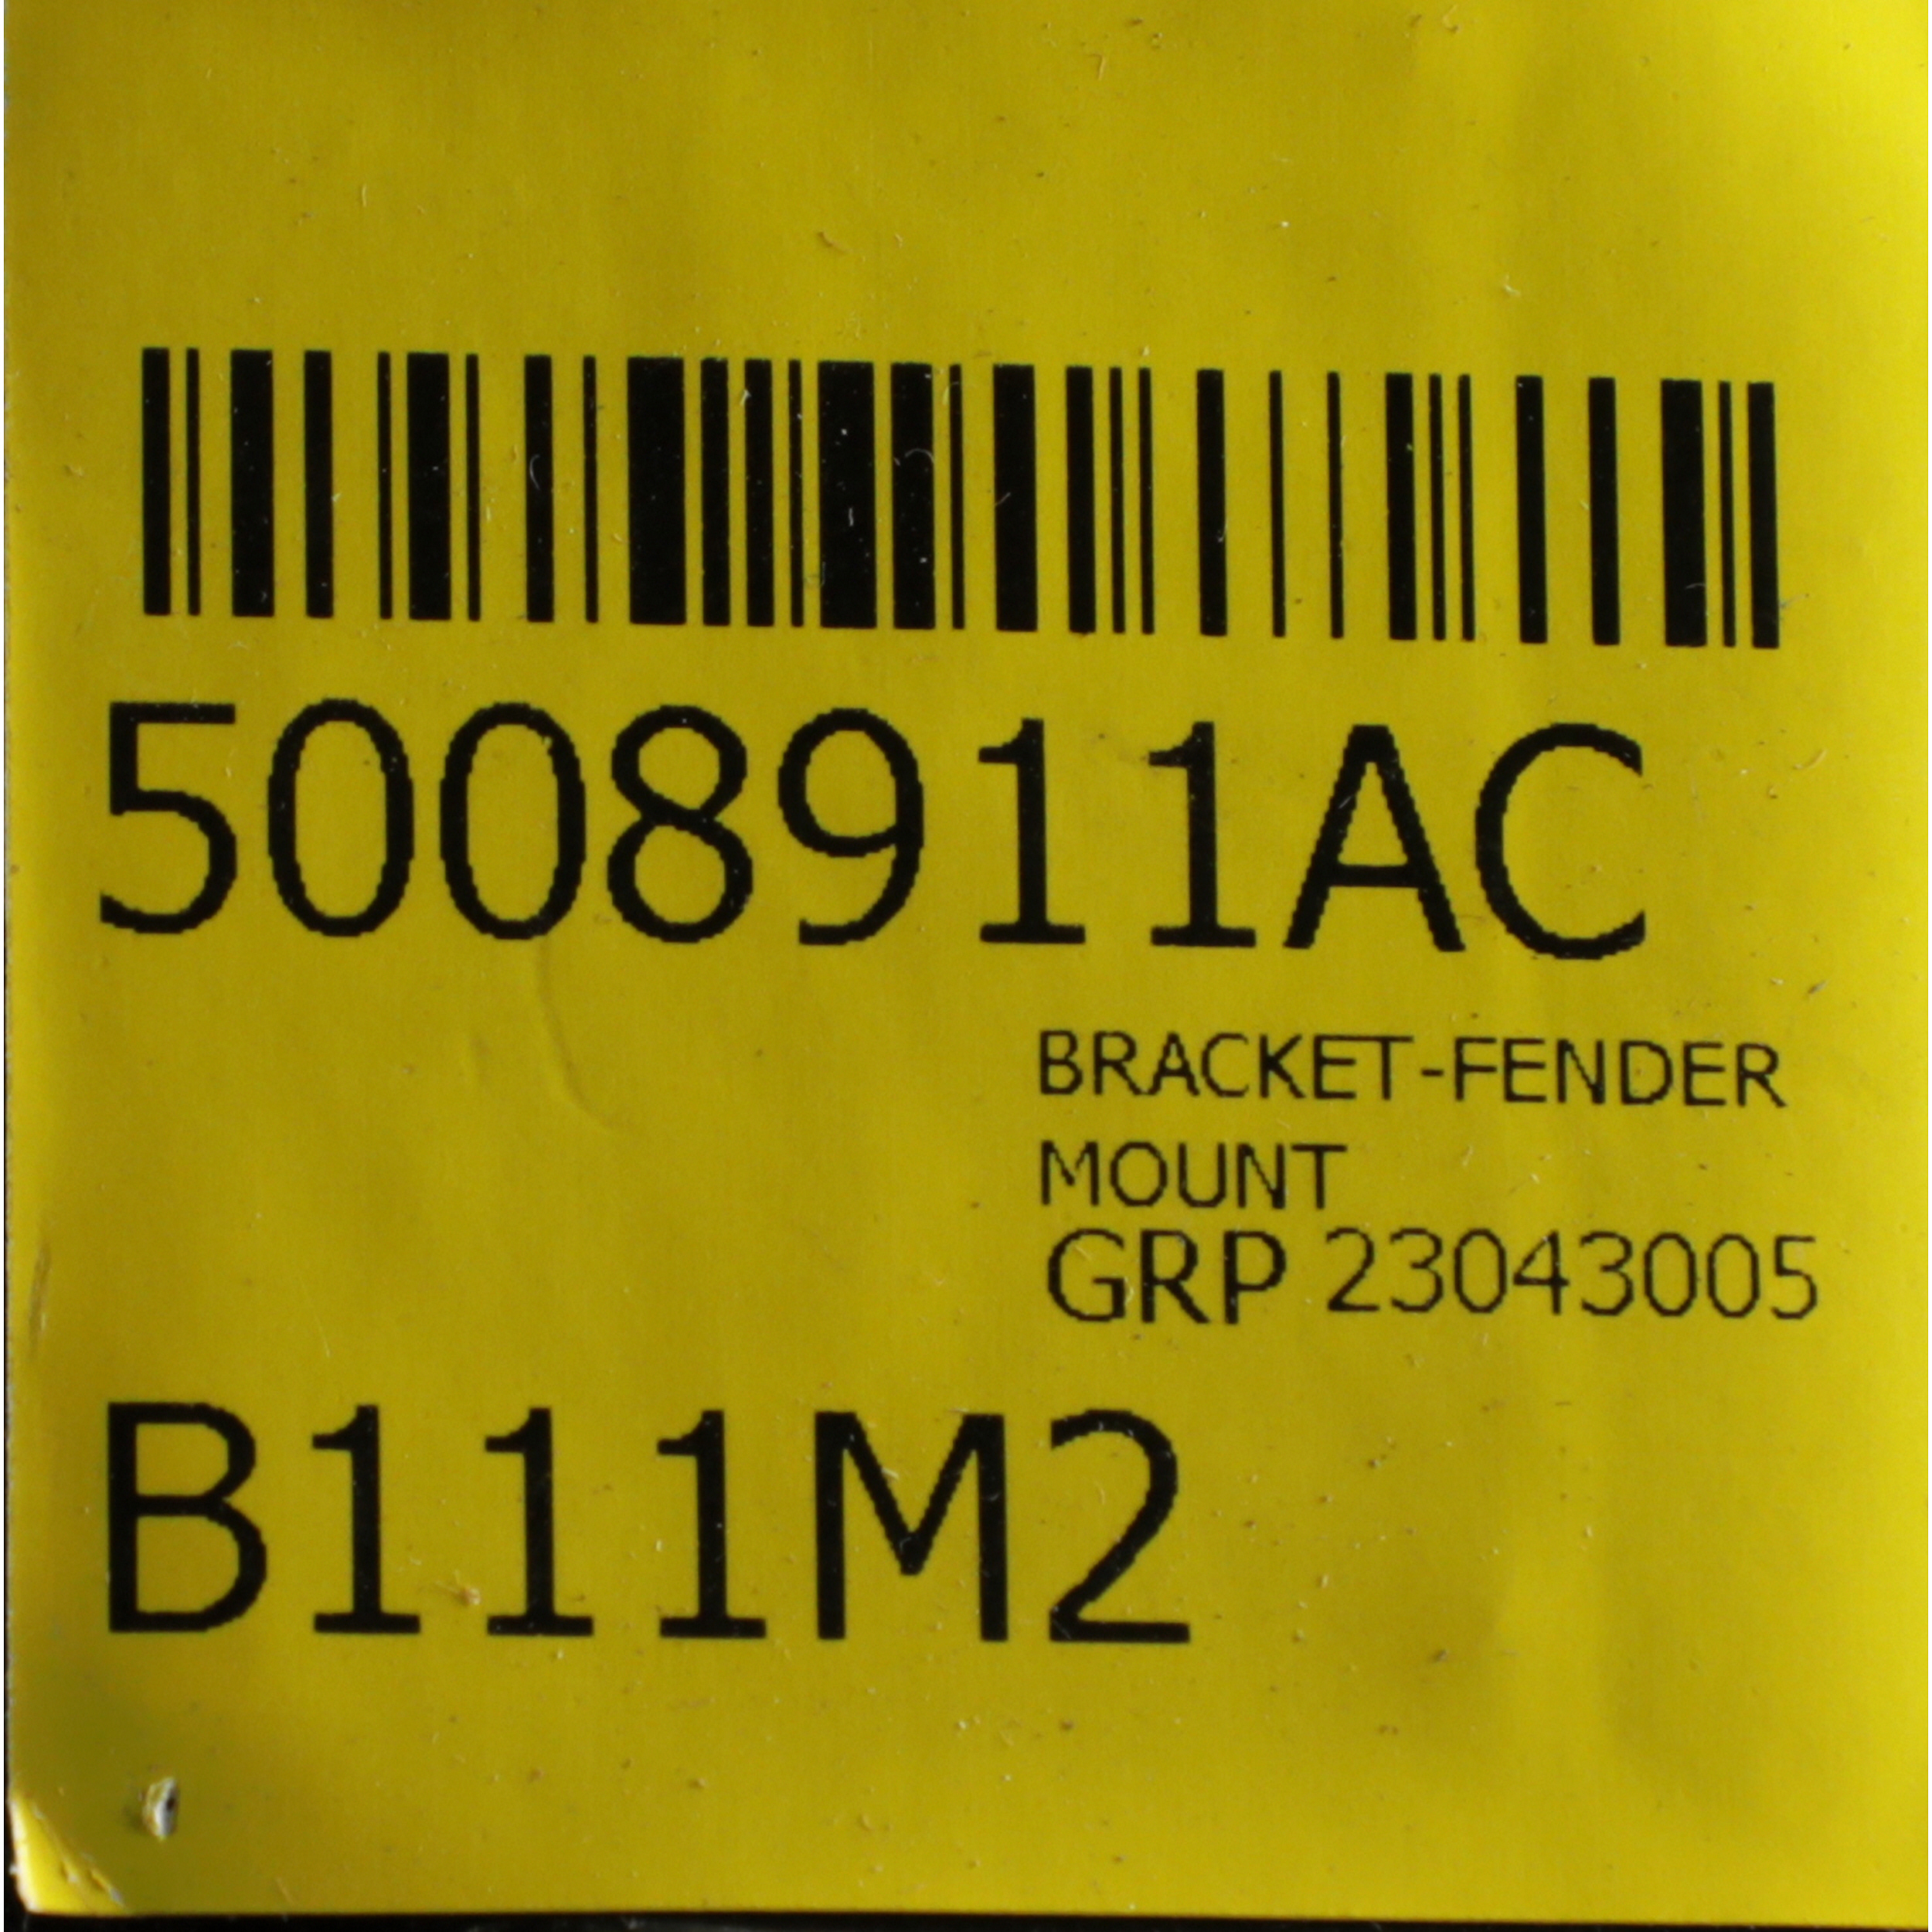 5008911AC
BRACKET-FENDER
MOUNT
GRP 23043005
B111M2